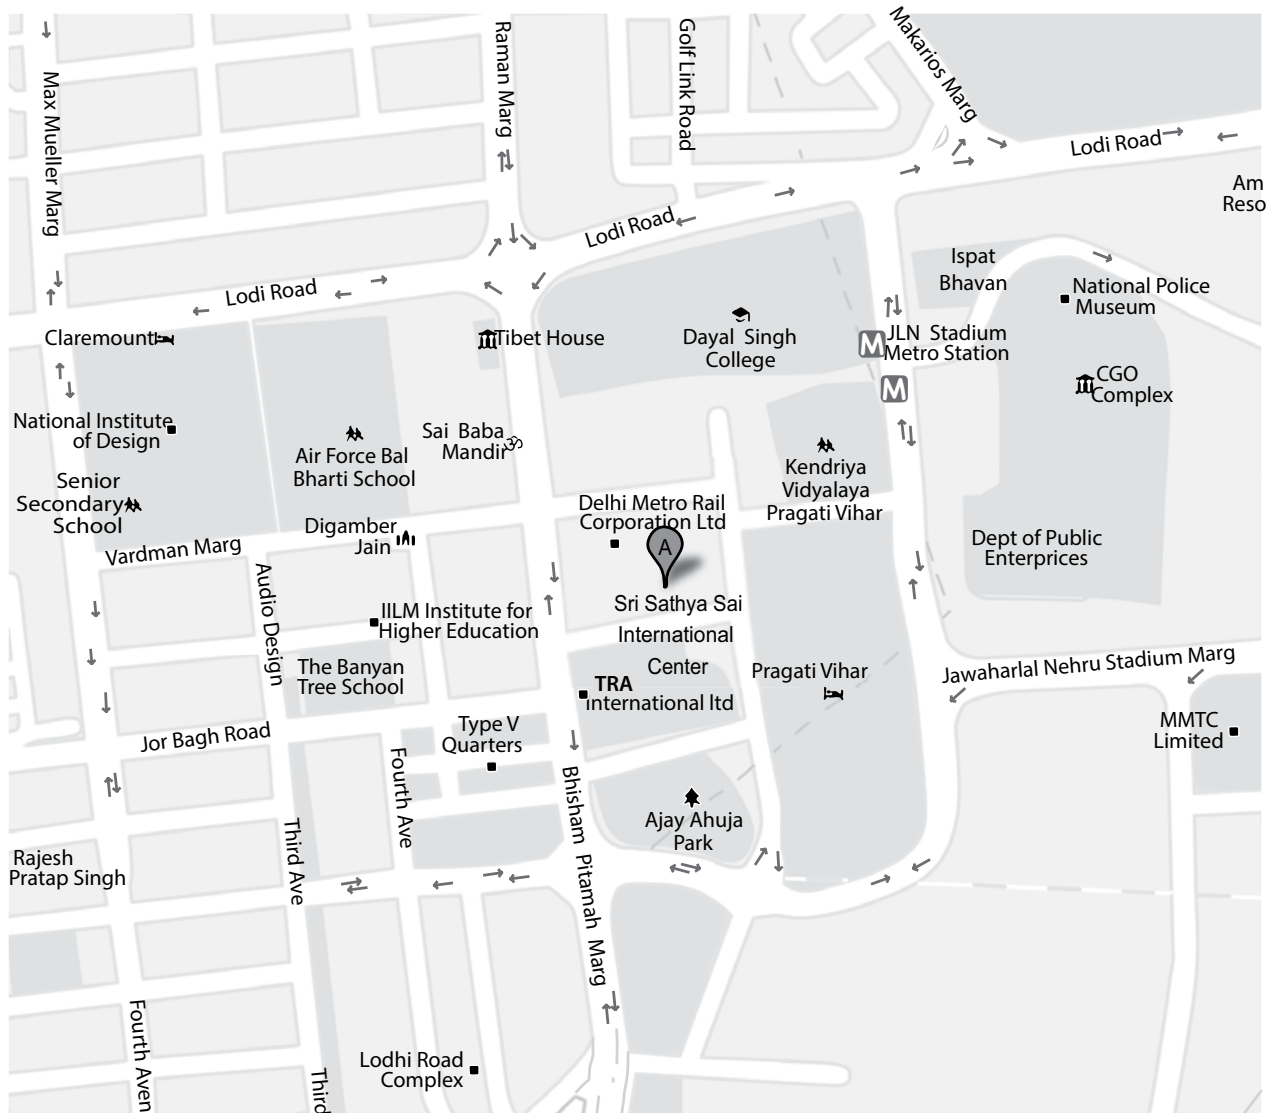 Max Mueller Marg
Raman Marg
Golf Link Road
Makarios Marg
Lodi Road
Am
Reso
Lodi Road
Ispat
Bhavan
National Police
Museum
Lodi Road
Claremount
Tibet House
Dayal Singh
College
M
JLN Stadium
Metro Station
M
CGO
Complex
National Institute
of Design
Sai Baba
Mandir
ॐ
Air Force Bal
Bharti School
Kendriya
Vidyalaya
Pragati Vihar
Senior
Secondary
School
Delhi Metro Rail
Corporation Ltd
Digamber
Jain
Vardman Marg
A
Dept of Public
Enterprices
Audio Design
IILM Institute for
Higher Education
Sri Sathya Sai
International
Center
The Banyan
Tree School
TRA
international ltd
Pragati Vihar
Jawaharlal Nehru Stadium Marg
Jor Bagh Road
Type V
Quarters
MMTC
Limited
Fourth Ave
Bhisham Pitamah Marg
Ajay Ahuja
Park
Third Ave
Rajesh
Pratap Singh
Fourth Aven
Third
Lodhi Road
Complex